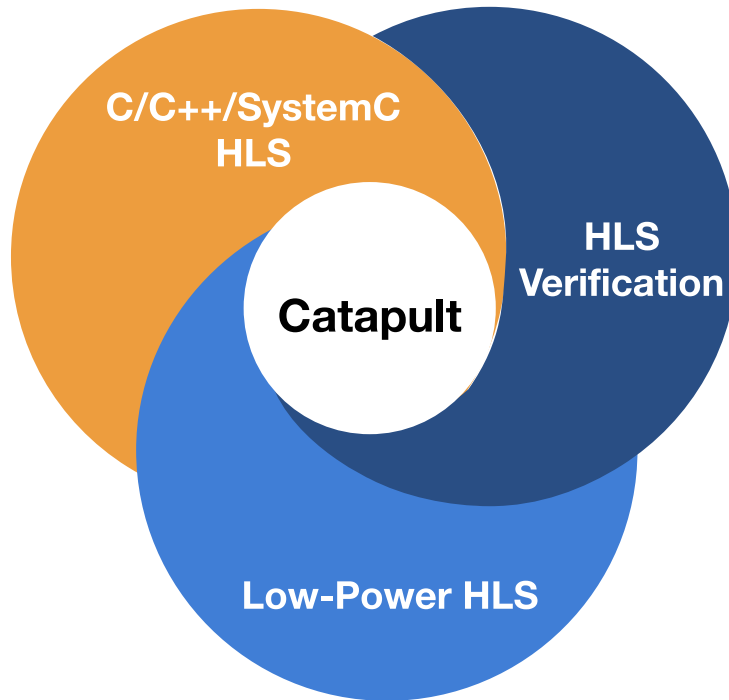 C/C++/SystemC
HLS
HLS
Verification
Catapult
Low-Power HLS